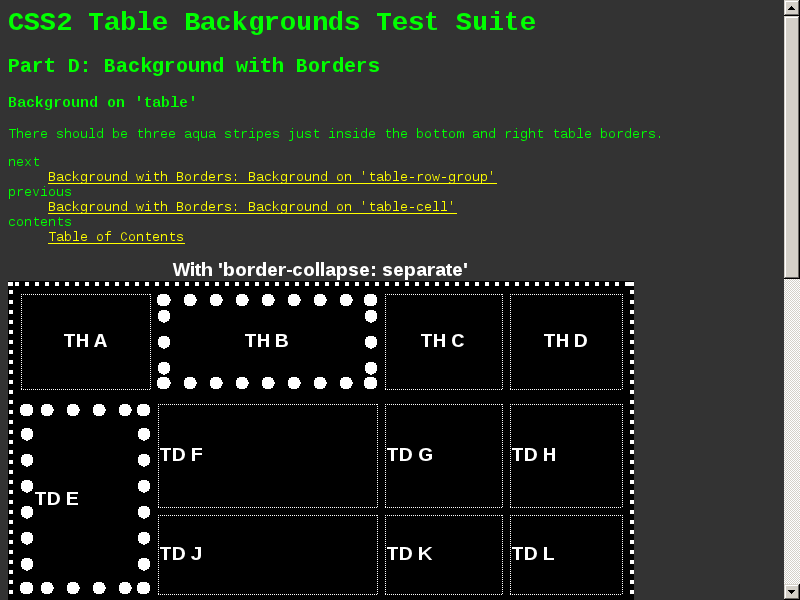 CSS2 Table Backgrounds Test Suite
Part D: Background with Borders
Background on 'table'
There should be three aqua stripes just inside the bottom and right table borders.
next
Background with Borders: Background on 'table-row-group'
previous
Background with Borders: Background on 'table-cell'
contents
Table of Contents
With 'border-collapse: separate'
TH A TH B TH C TH D
TD F TD G TD H
TD E
TD J TD K TD L